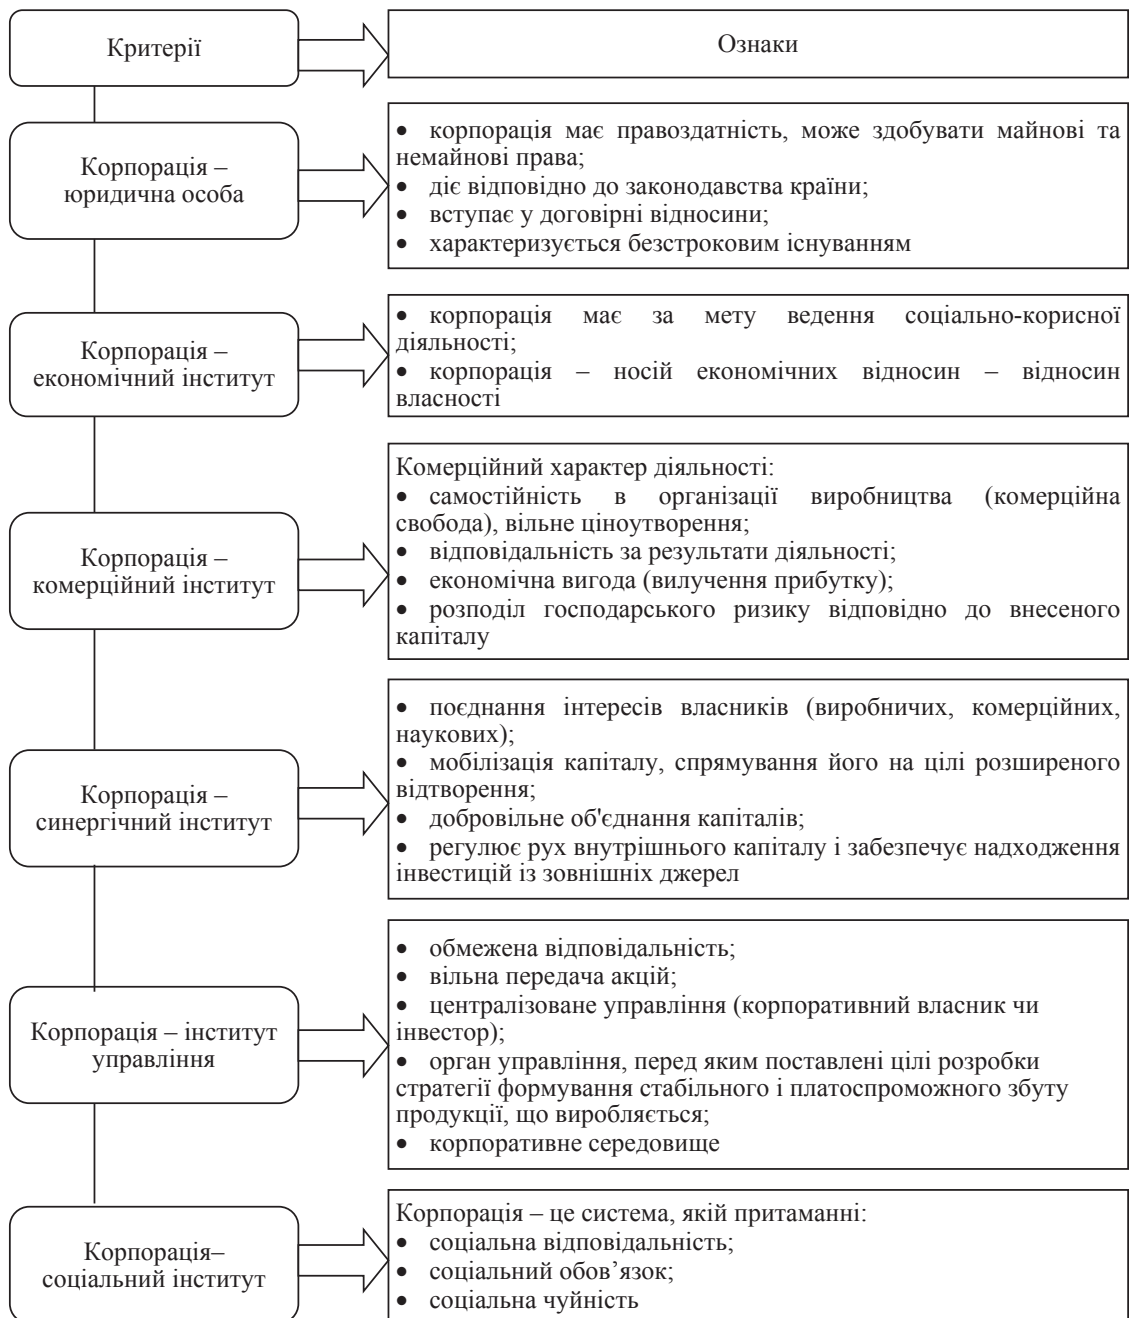 Критерії
Ознаки
Корпорація –
юридична особа
• корпорація має правоздатність, може здобувати майнові та
немайнові права;
• діє відповідно до законодавства країни;
• вступає у договірні відносини;
• характеризується безстроковим існуванням
Корпорація –
економічний інститут
• корпорація має за мету ведення соціально-корисної
діяльності;
• корпорація – носій економічних відносин – відносин
власності
Корпорація –
комерційний інститут
Комерційний характер діяльності:
• самостійність в організації виробництва (комерційна
свобода), вільне ціноутворення;
• відповідальність за результати діяльності;
• економічна вигода (вилучення прибутку);
• розподіл господарського ризику відповідно до внесеного
капіталу
Корпорація –
синергічний інститут
• поєднання інтересів власників (виробничих, комерційних,
наукових);
• мобілізація капіталу, спрямування його на цілі розширеного
відтворення;
• добровільне об'єднання капіталів;
• регулює рух внутрішнього капіталу і забезпечує надходження
інвестицій із зовнішніх джерел
Корпорація – інститут
управління
• обмежена відповідальність;
• вільна передача акцій;
• централізоване управління (корпоративний власник чи
інвестор);
• орган управління, перед яким поставлені цілі розробки
стратегії формування стабільного і платоспроможного збуту
продукції, що виробляється;
• корпоративне середовище
Корпорація–
соціальний інститут
Корпорація – це система, якій притаманні:
• соціальна відповідальність;
• соціальний обов’язок;
• соціальна чуйність